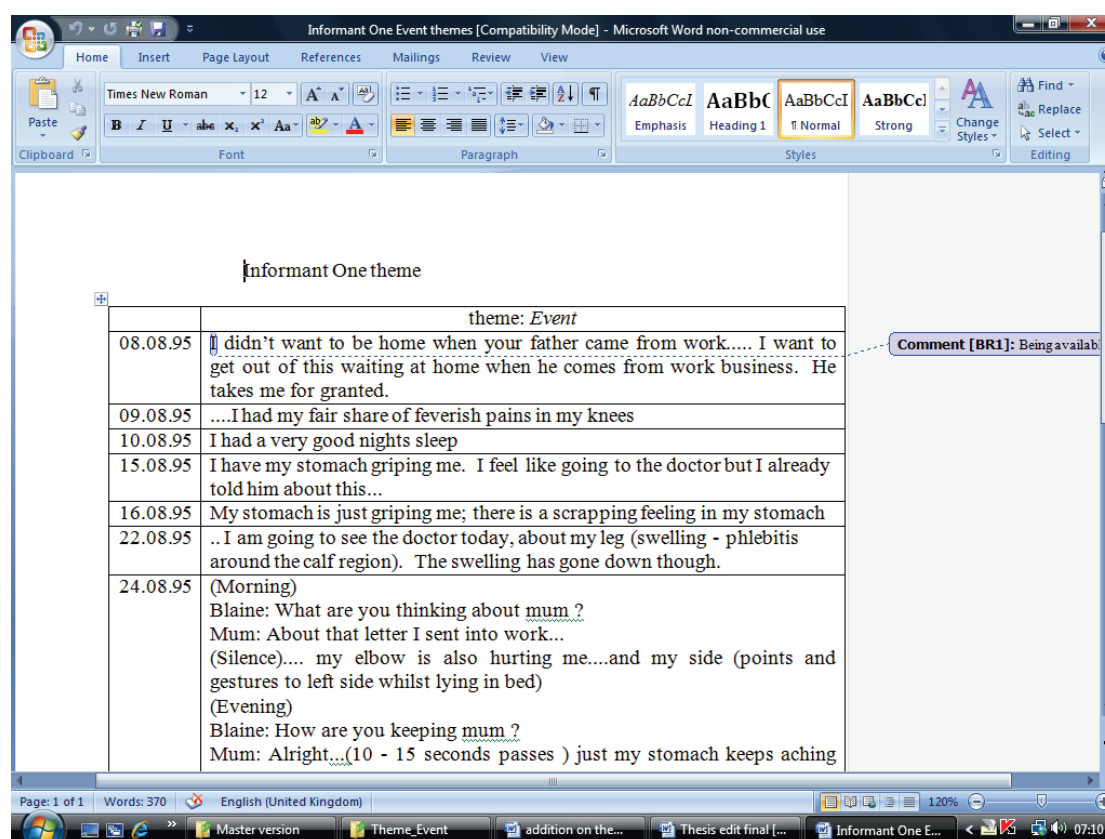 Informant One Event themes [Compatibility Mode] - Microsoft Word non-commercial use
Home Insert Page Layout References Mailings Review View
Paste
Clipboard
Times New Roman 12
Font
Paragraph
AaBbCcI AaBb( AaBbCcI AaBbCc]
Emphasis Heading 1 ¶ Normal Strong
Change Styles
Styles
Find
Replace
Select
Editing
Informant One theme
theme: Event
08.08.95 I didn't want to be home when your father came from work..... I want to
get out of this waiting at home when he comes from work business. He
takes me for granted.
Comment [BR1]: Being availab
09.08.95 ....I had my fair share of feverish pains in my knees
10.08.95 I had a very good nights sleep
15.08.95 I have my stomach griping me. I feel like going to the doctor but I already
told him about this...
16.08.95 My stomach is just griping me; there is a scrapping feeling in my stomach
22.08.95 .. I am going to see the doctor today, about my leg (swelling - phlebitis
around the calf region). The swelling has gone down though.
24.08.95 (Morning)
Blaine: What are you thinking about mum ?
Mum: About that letter I sent into work...
(Silence).... my elbow is also hurting me....and my side (points and
gestures to left side whilst lying in bed)
(Evening)
Blaine: How are you keeping mum ?
Mum: Alright...(10 - 15 seconds passes ) just my stomach keeps aching
Page: 1 of 1 Words: 370 English (United Kingdom) 120%
Master version Theme_Event addition on the... Thesis edit final [... Informant One E... 07:10